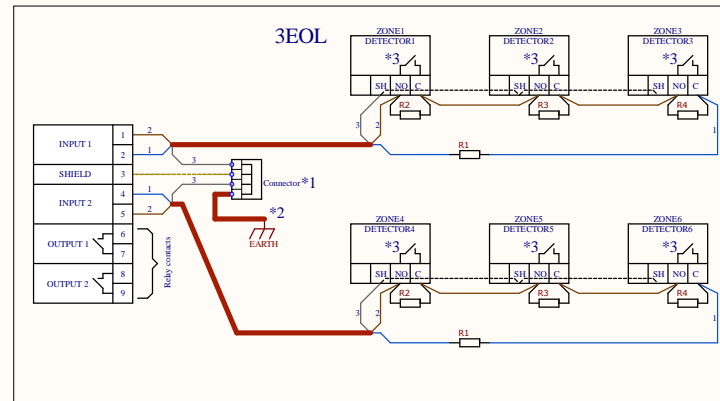 3EOL
ZONE1
DETECTOR1
*3
SH NO C
R2
ZONE2
DETECTOR2
*3
SH NO C
R3
ZONE3
DETECTOR3
*3
SH NO C
R4
3
2
R1
1
INPUT 1
1
2
2
1
SHIELD
3
INPUT 2
4
5
1
2
OUTPUT 1
6
7
OUTPUT 2
8
9
Relay contacts
3
3
Connector *1
*2
EARTH
ZONE4
DETECTOR4
*3
SH NO C
R2
ZONE5
DETECTOR5
*3
SH NO C
R3
ZONE6
DETECTOR6
*3
SH NO C
R4
3
2
R1
1